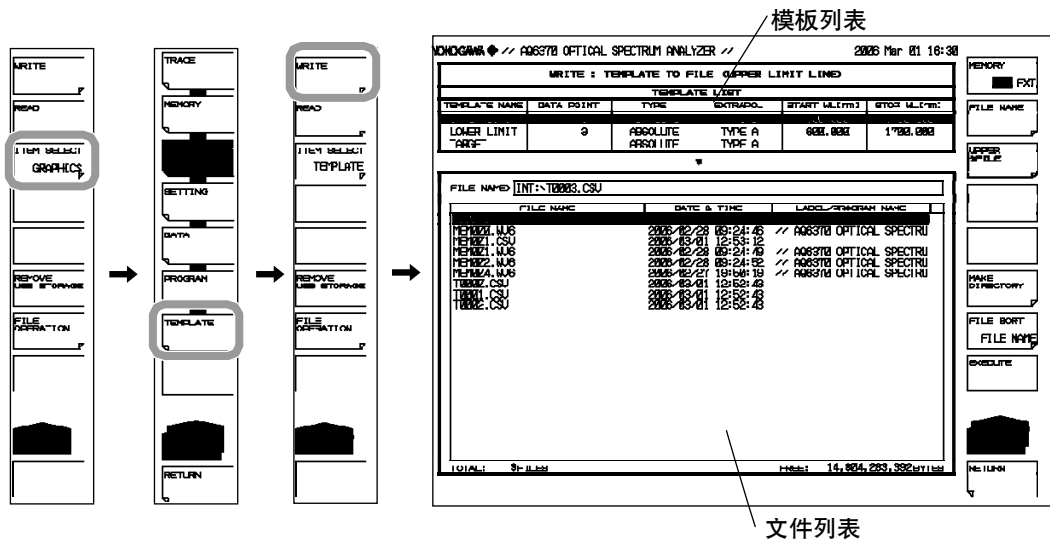 WRITE
READ
ITEM SELECT
GRAPHICS
REMOVE
USB STORAGE
FILE
OPERATION
TRACE
MEMORY
SETTING
DATA
PROGRAM
TEMPLATE
RETURN
WRITE
READ
ITEM SELECT
TEMPLATE
REMOVE
USB STORAGE
FILE
OPERATION
模板列表
YOKOGAWA // AQ6370 OPTICAL SPECTRUM ANALYZER // 2006 Mar 01 16:30
WRITE : TEMPLATE TO FILE (UPPER LIMIT LINE)
TEMPLATE LIST
TEMPLATE NAME DATA POINT TYPE EXTRAPOL. START WL[nm] STOP WL[nm]
LOWER LIMIT 3 ABSOLUTE TYPE A 600.000 1700.000
TARGET ABSOLUTE TYPE A
FILE NAME> INT:\T0003.CSV
FILE NAME DATE & TIME LABEL/PROGRAM NAME
MEM020.WV6 2006/02/28 09:24:46 // AQ6370 OPTICAL SPECTRU
MEM021.CSV 2006/03/01 12:53:12
MEM021.WV6 2006/02/28 09:24:49 // AQ6370 OPTICAL SPECTRU
MEM022.WV6 2006/02/28 09:24:52 // AQ6370 OPTICAL SPECTRU
MEM024.WV6 2006/02/27 19:50:19 // AQ6370 OPTICAL SPECTRU
T0000.CSV 2006/03/01 12:52:43
T0001.CSV 2006/03/01 12:52:43
T0002.CSV 2006/03/01 12:52:43
TOTAL: 9FILES FREE: 14,804,283,392BYTES
MEMORY
EXT
FILE NAME
MAKE
DIRECTORY
FILE SORT
FILE NAME
EXECUTE
RETURN
文件列表